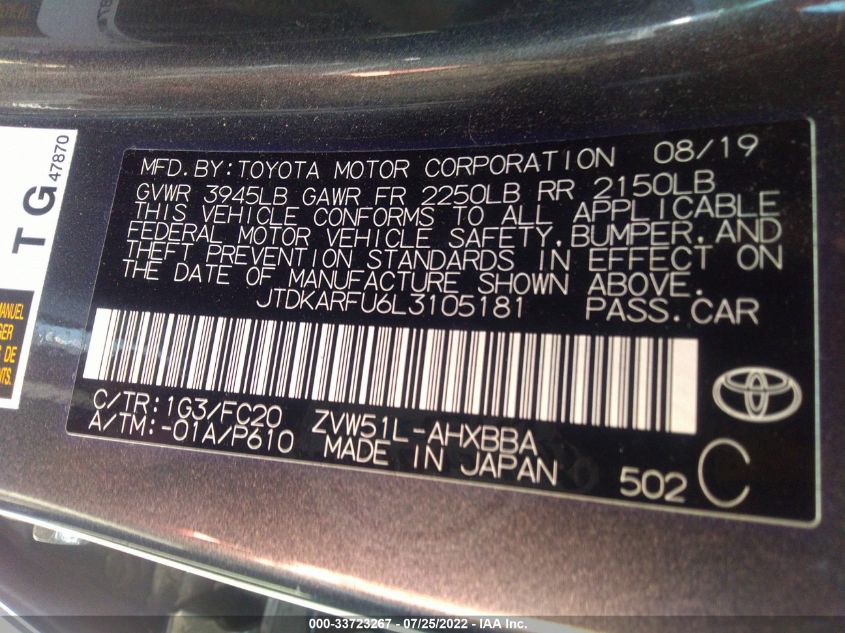 MFD.BY:TOYOTA MOTOR CORPORATION 08/19
GVWR 3945LB GAWR FR 2250LB RR 2150LB
THIS VEHICLE CONFORMS TO ALL APPLICABLE
FEDERAL MOTOR VEHICLE SAFETY,BUMPER,AND
THEFT PREVENTION STANDARDS IN EFFECT ON
THE DATE OF MANUFACTURE SHOWN ABOVE.
JTDKARFU6L3105181 PASS.CAR
C/TR:1G3/FC20 ZVW51L-AHXBBA
A/TM:-01A/P610 MADE IN JAPAN
502 C
TG
47870
MANUEL
DE
000-33723267 - 07/25/2022 - IAA Inc.